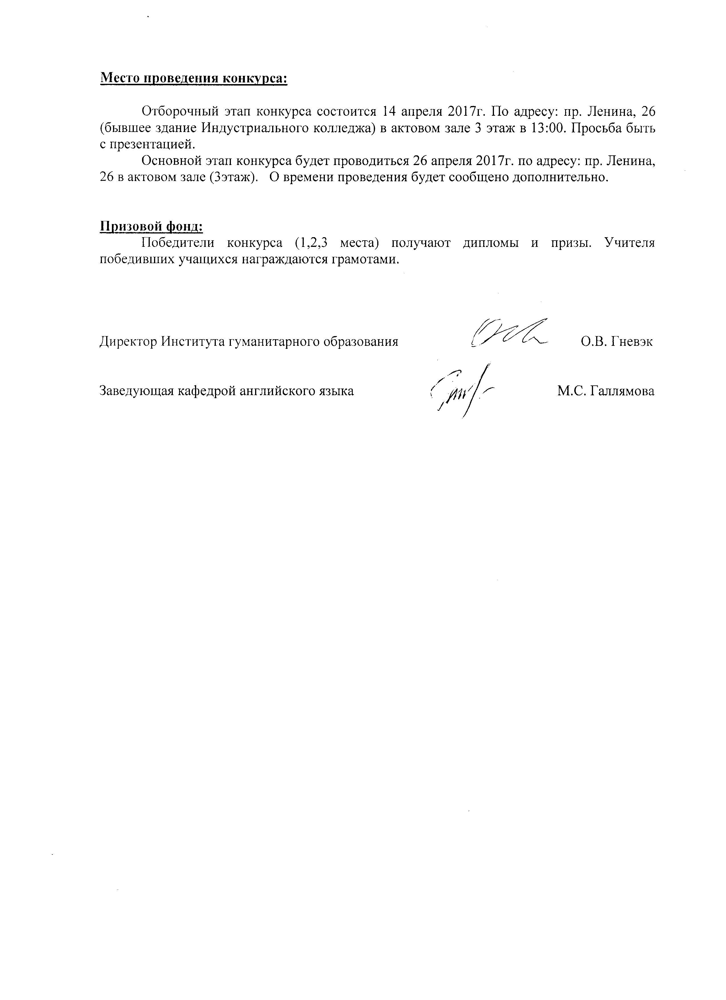 Место проведения конкурса:
Отборочный этап конкурса состоится 14 апреля 2017г. По адресу: пр. Ленина, 26
(бывшее здание Индустриального колледжа) в актовом зале 3 этаж в 13:00. Просьба быть
с презентацией.
Основной этап конкурса будет проводиться 26 апреля 2017г. по адресу: пр. Ленина,
26 в актовом зале (3этаж). О времени проведения будет сообщено дополнительно.
Призовой фонд:
Победители конкурса (1,2,3 места) получают дипломы и призы. Учителя
победивших учащихся награждаются грамотами.
Директор Института гуманитарного образования О.В. Гневэк
Заведующая кафедрой английского языка М.С. Галлямова